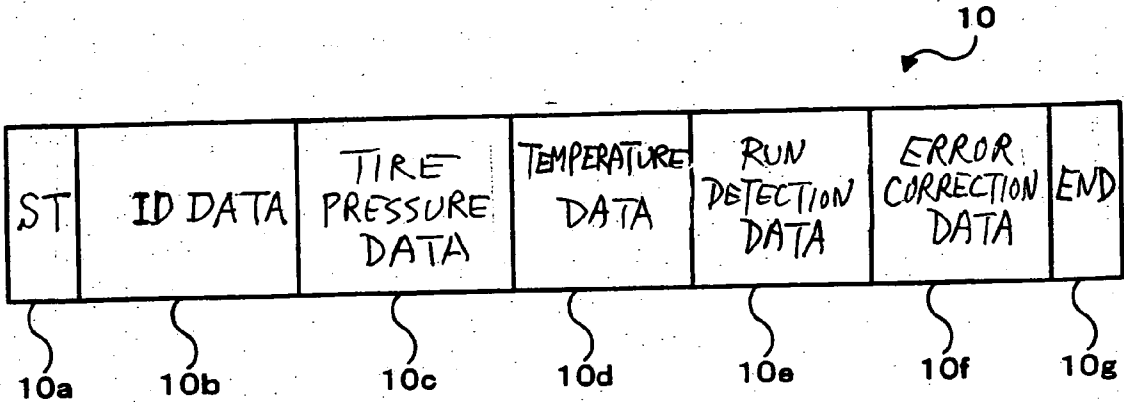 10
ST
ID DATA
TIRE
PRESSURE
DATA
TEMPERATURE
DATA
RUN
DETECTION
DATA
ERROR
CORRECTION
DATA
END
10a
10b
10c
10d
10e
10f
10g